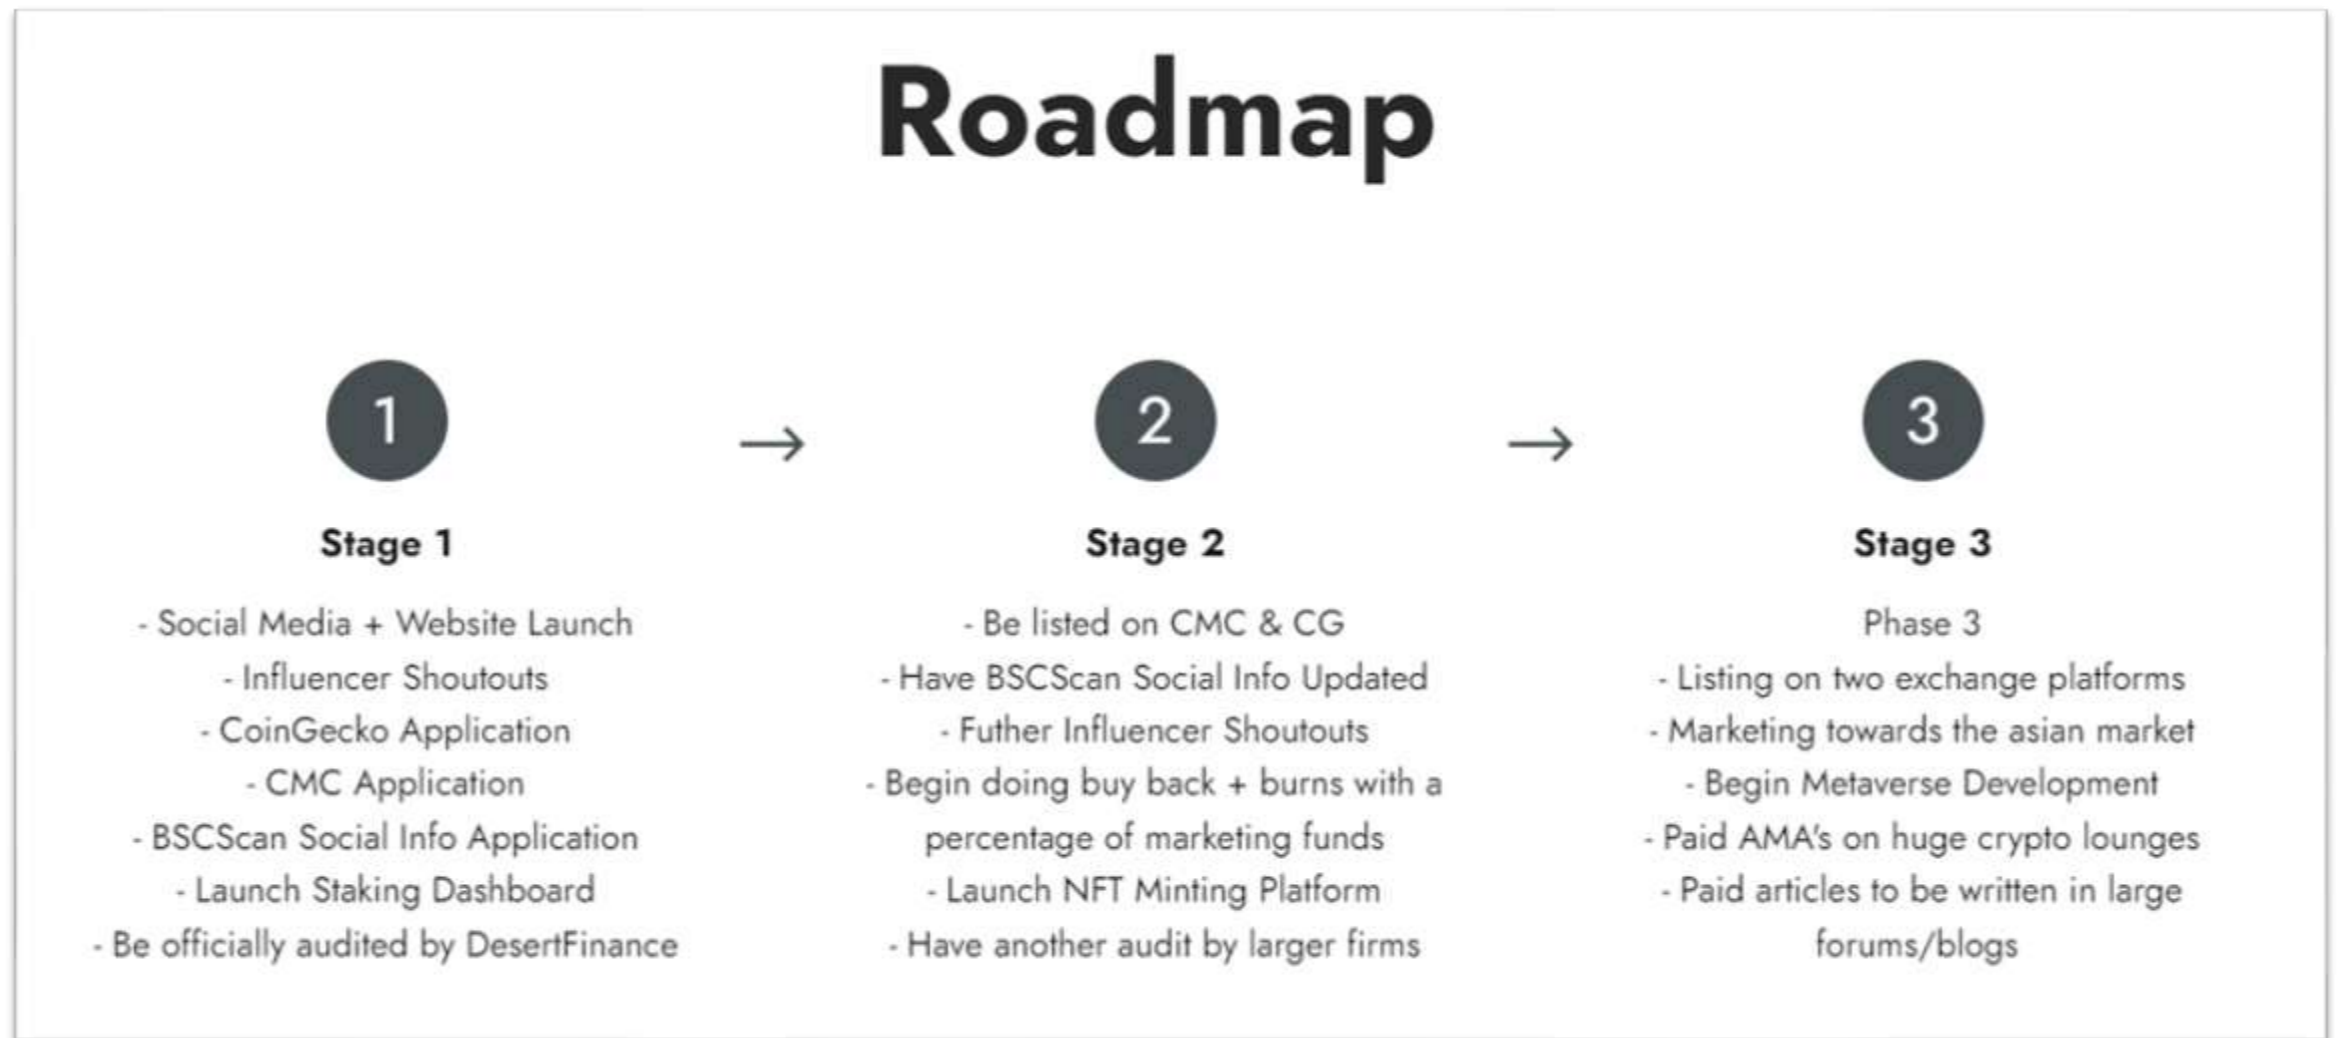 Roadmap
1
Stage 1
- Social Media + Website Launch
- Influencer Shoutouts
- CoinGecko Application
- CMC Application
- BSCScan Social Info Application
- Launch Staking Dashboard
- Be officially audited by DesertFinance
→
2
Stage 2
- Be listed on CMC & CG
- Have BSCScan Social Info Updated
- Futher Influencer Shoutouts
- Begin doing buy back + burns with a
percentage of marketing funds
- Launch NFT Minting Platform
- Have another audit by larger firms
→
3
Stage 3
Phase 3
- Listing on two exchange platforms
- Marketing towards the asian market
- Begin Metaverse Development
- Paid AMA's on huge crypto lounges
- Paid articles to be written in large
forums/blogs